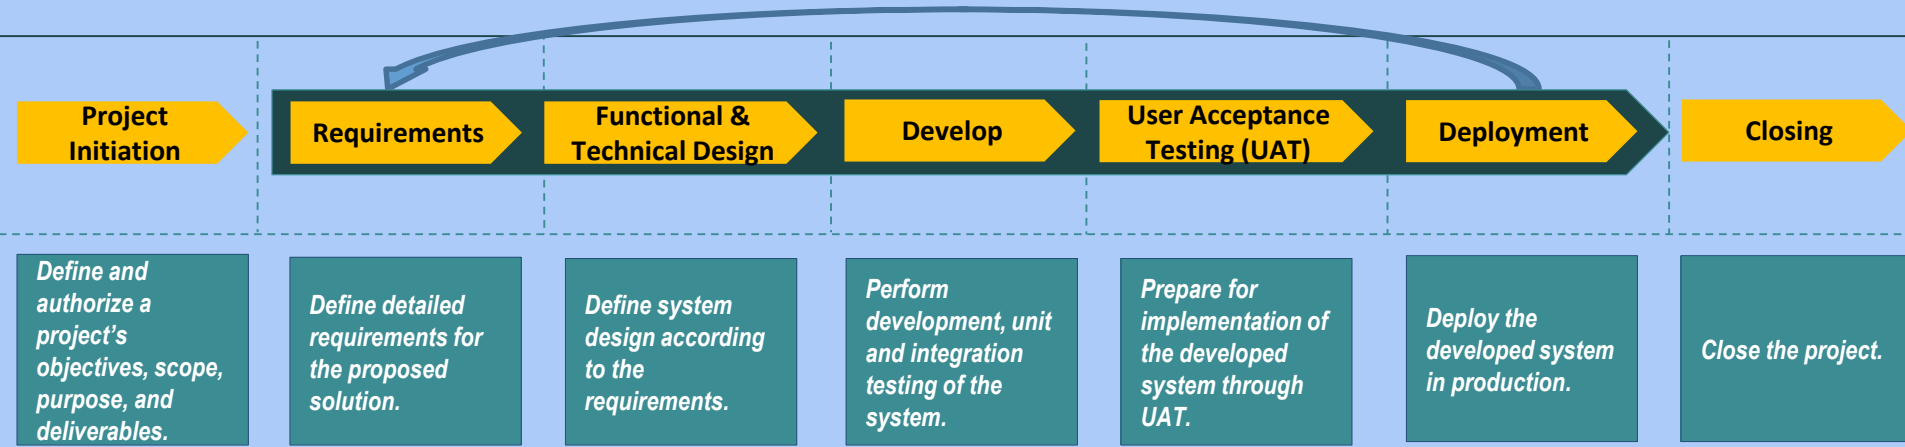 Project
Initiation
Requirements
Functional &
Technical Design
Develop
User Acceptance
Testing (UAT)
Deployment
Closing
Define and
authorize a
project’s
objectives, scope,
purpose, and
deliverables.
Define detailed
requirements for
the proposed
solution.
Define system
design according
to the
requirements.
Perform
development, unit
and integration
testing of the
system.
Prepare for
implementation of
the developed
system through
UAT.
Deploy the
developed system
in production.
Close the project.